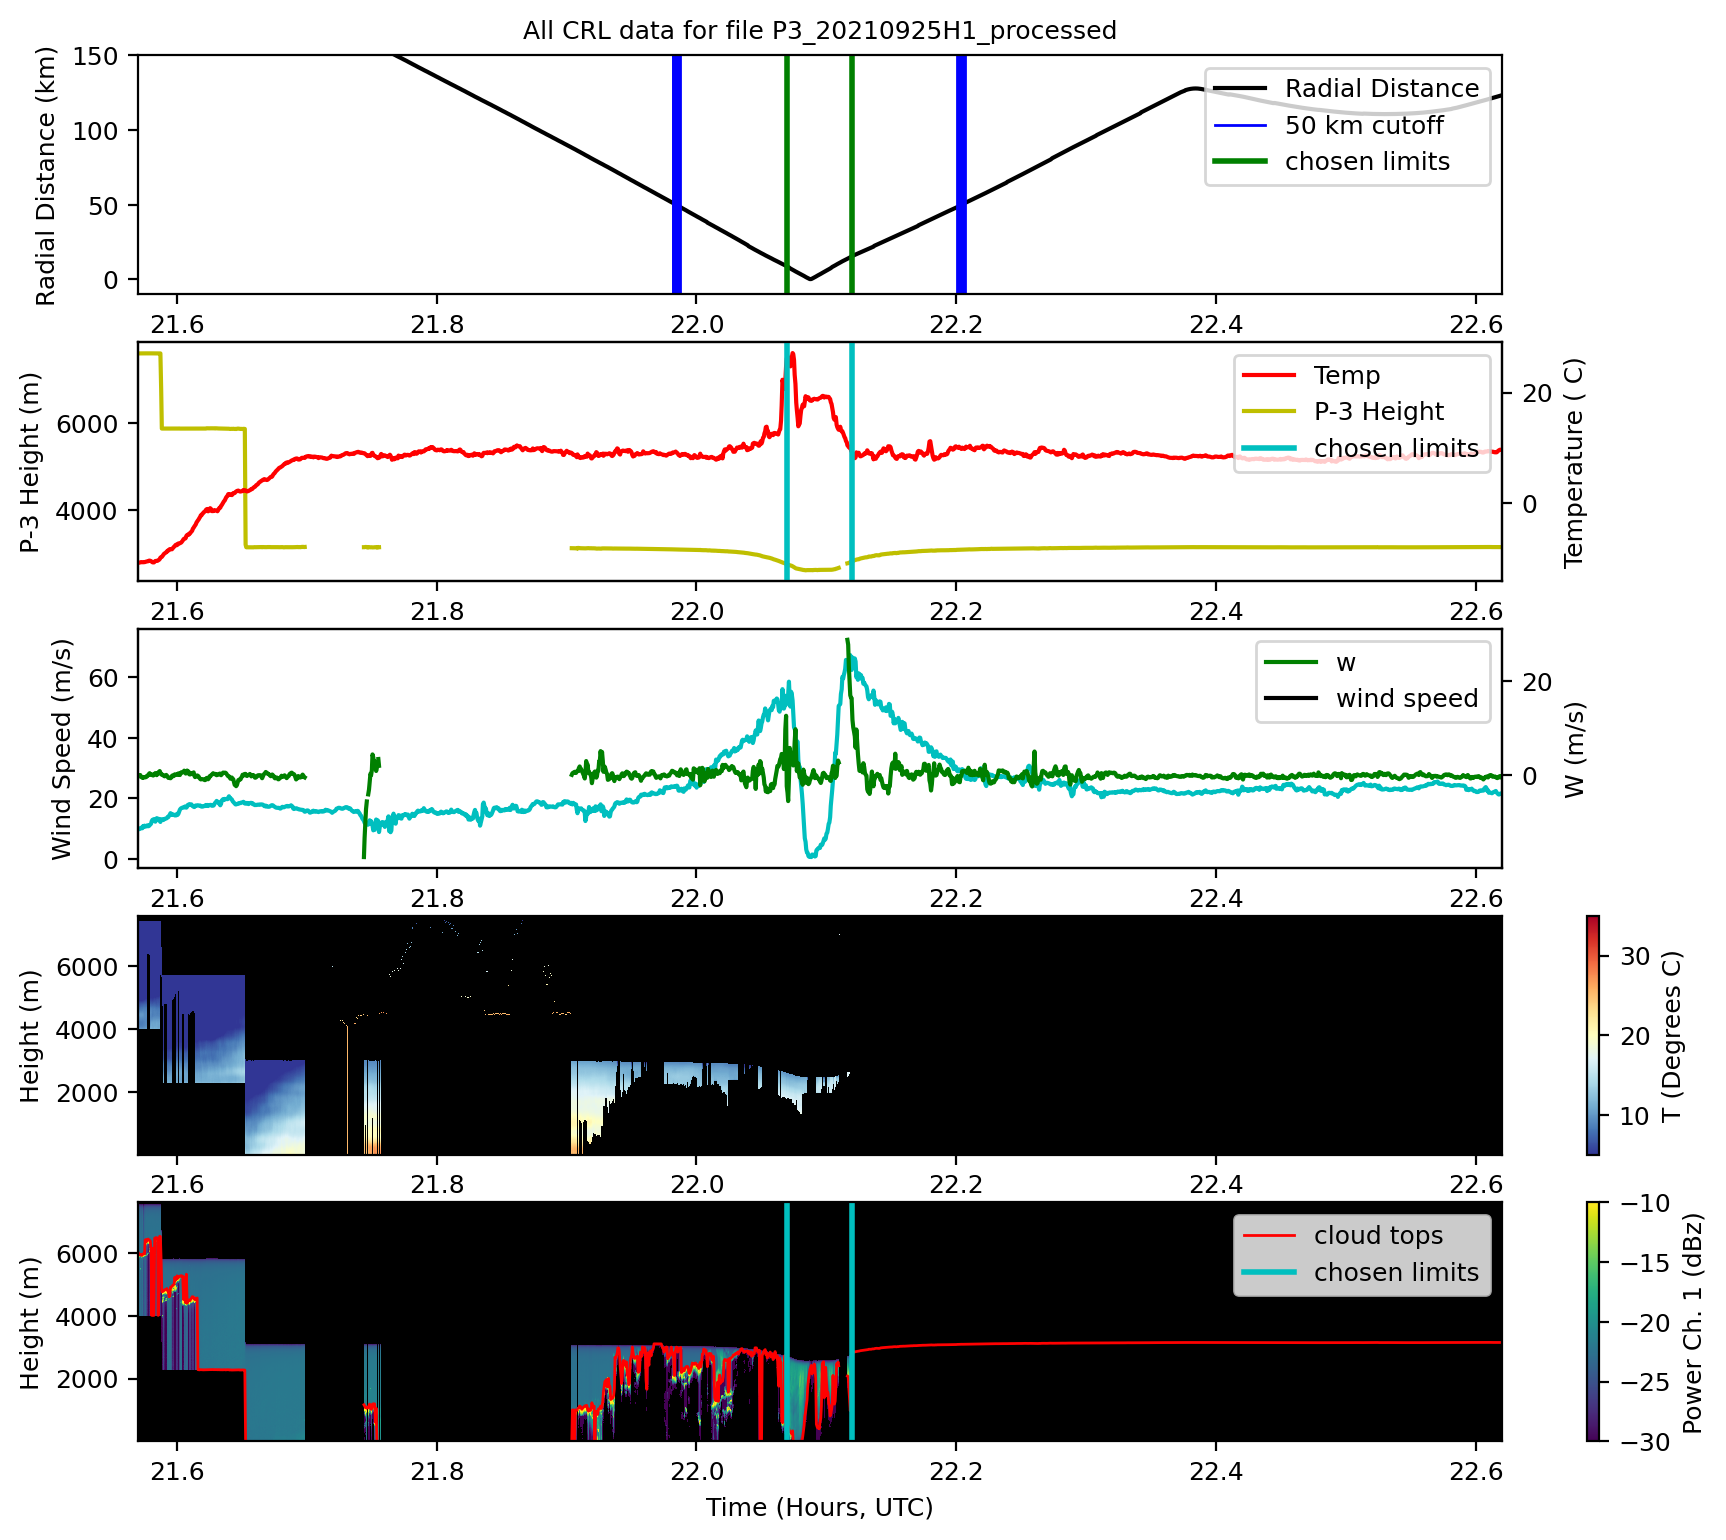 All CRL data for file P3_20210925H1_processed
Radial Distance (km)
150
100
50
0
Radial Distance
50 km cutoff
chosen limits
21.6 21.8 22.0 22.2 22.4 22.6
P-3 Height (m)
6000
4000
Temp
P-3 Height
chosen limits
20
0
Temperature ( C)
21.6 21.8 22.0 22.2 22.4 22.6
Wind Speed (m/s)
60
40
20
0
w
wind speed
20
0
W (m/s)
21.6 21.8 22.0 22.2 22.4 22.6
Height (m)
6000
4000
2000
30
20
10
T (Degrees C)
21.6 21.8 22.0 22.2 22.4 22.6
Height (m)
6000
4000
2000
cloud tops
chosen limits
−10
−15
−20
−25
−30
Power Ch. 1 (dBz)
21.6 21.8 22.0 22.2 22.4 22.6
Time (Hours, UTC)